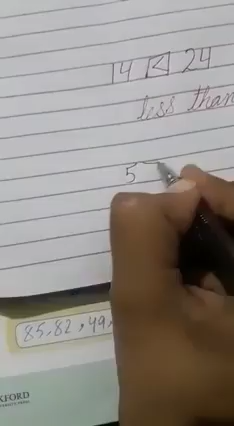 14 < 24
less than
5
85, 82, 49,